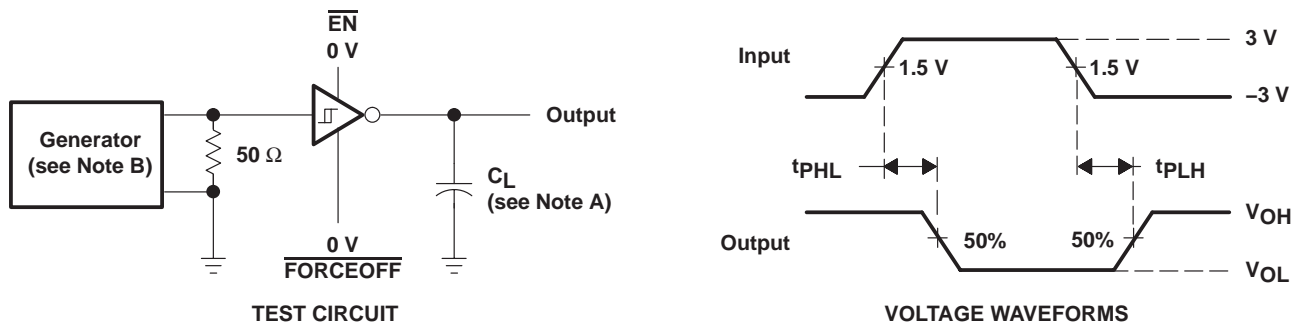 EN
0 V
Generator
(see Note B)
50 Ω
Output
CL
(see Note A)
0 V
FORCEOFF
TEST CIRCUIT
Input
3 V
1.5 V
1.5 V
–3 V
tPHL
tPLH
Output
50%
50%
VOH
VOL
VOLTAGE WAVEFORMS